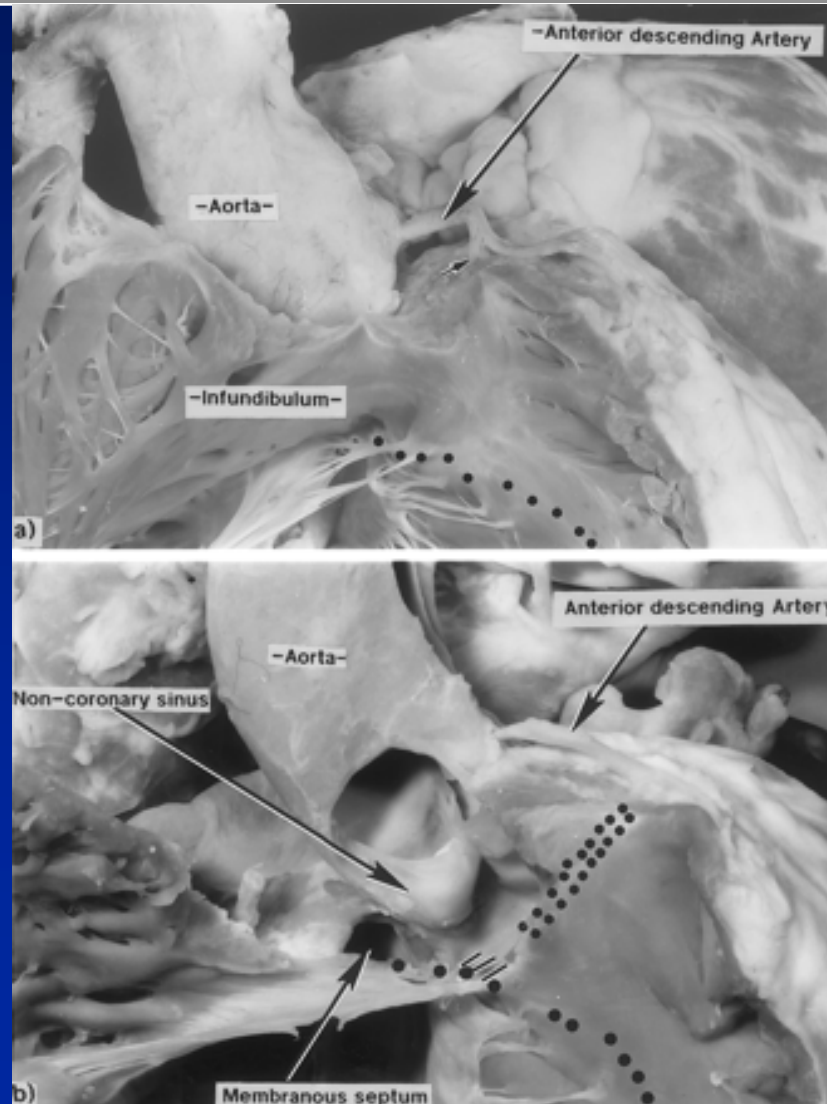 -Anterior descending Artery
-Aorta-
-Infundibulum-
a)
Anterior descending Artery
-Aorta-
Non-coronary sinus
Membranous septum
b)